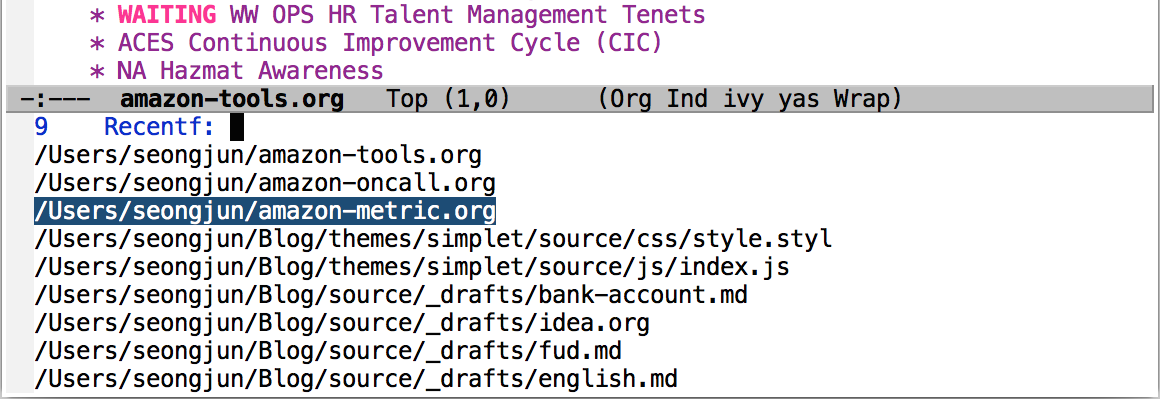 * WAITING WW OPS HR Talent Management Tenets
* ACES Continuous Improvement Cycle (CIC)
* NA Hazmat Awareness
-:--- amazon-tools.org Top (1,0) (Org Ind ivy yas Wrap)
9 Recentf:
/Users/seongjun/amazon-tools.org
/Users/seongjun/amazon-oncall.org
/Users/seongjun/amazon-metric.org
/Users/seongjun/Blog/themes/simplet/source/css/style.styl
/Users/seongjun/Blog/themes/simplet/source/js/index.js
/Users/seongjun/Blog/source/_drafts/bank-account.md
/Users/seongjun/Blog/source/_drafts/idea.org
/Users/seongjun/Blog/source/_drafts/fud.md
/Users/seongjun/Blog/source/_drafts/english.md